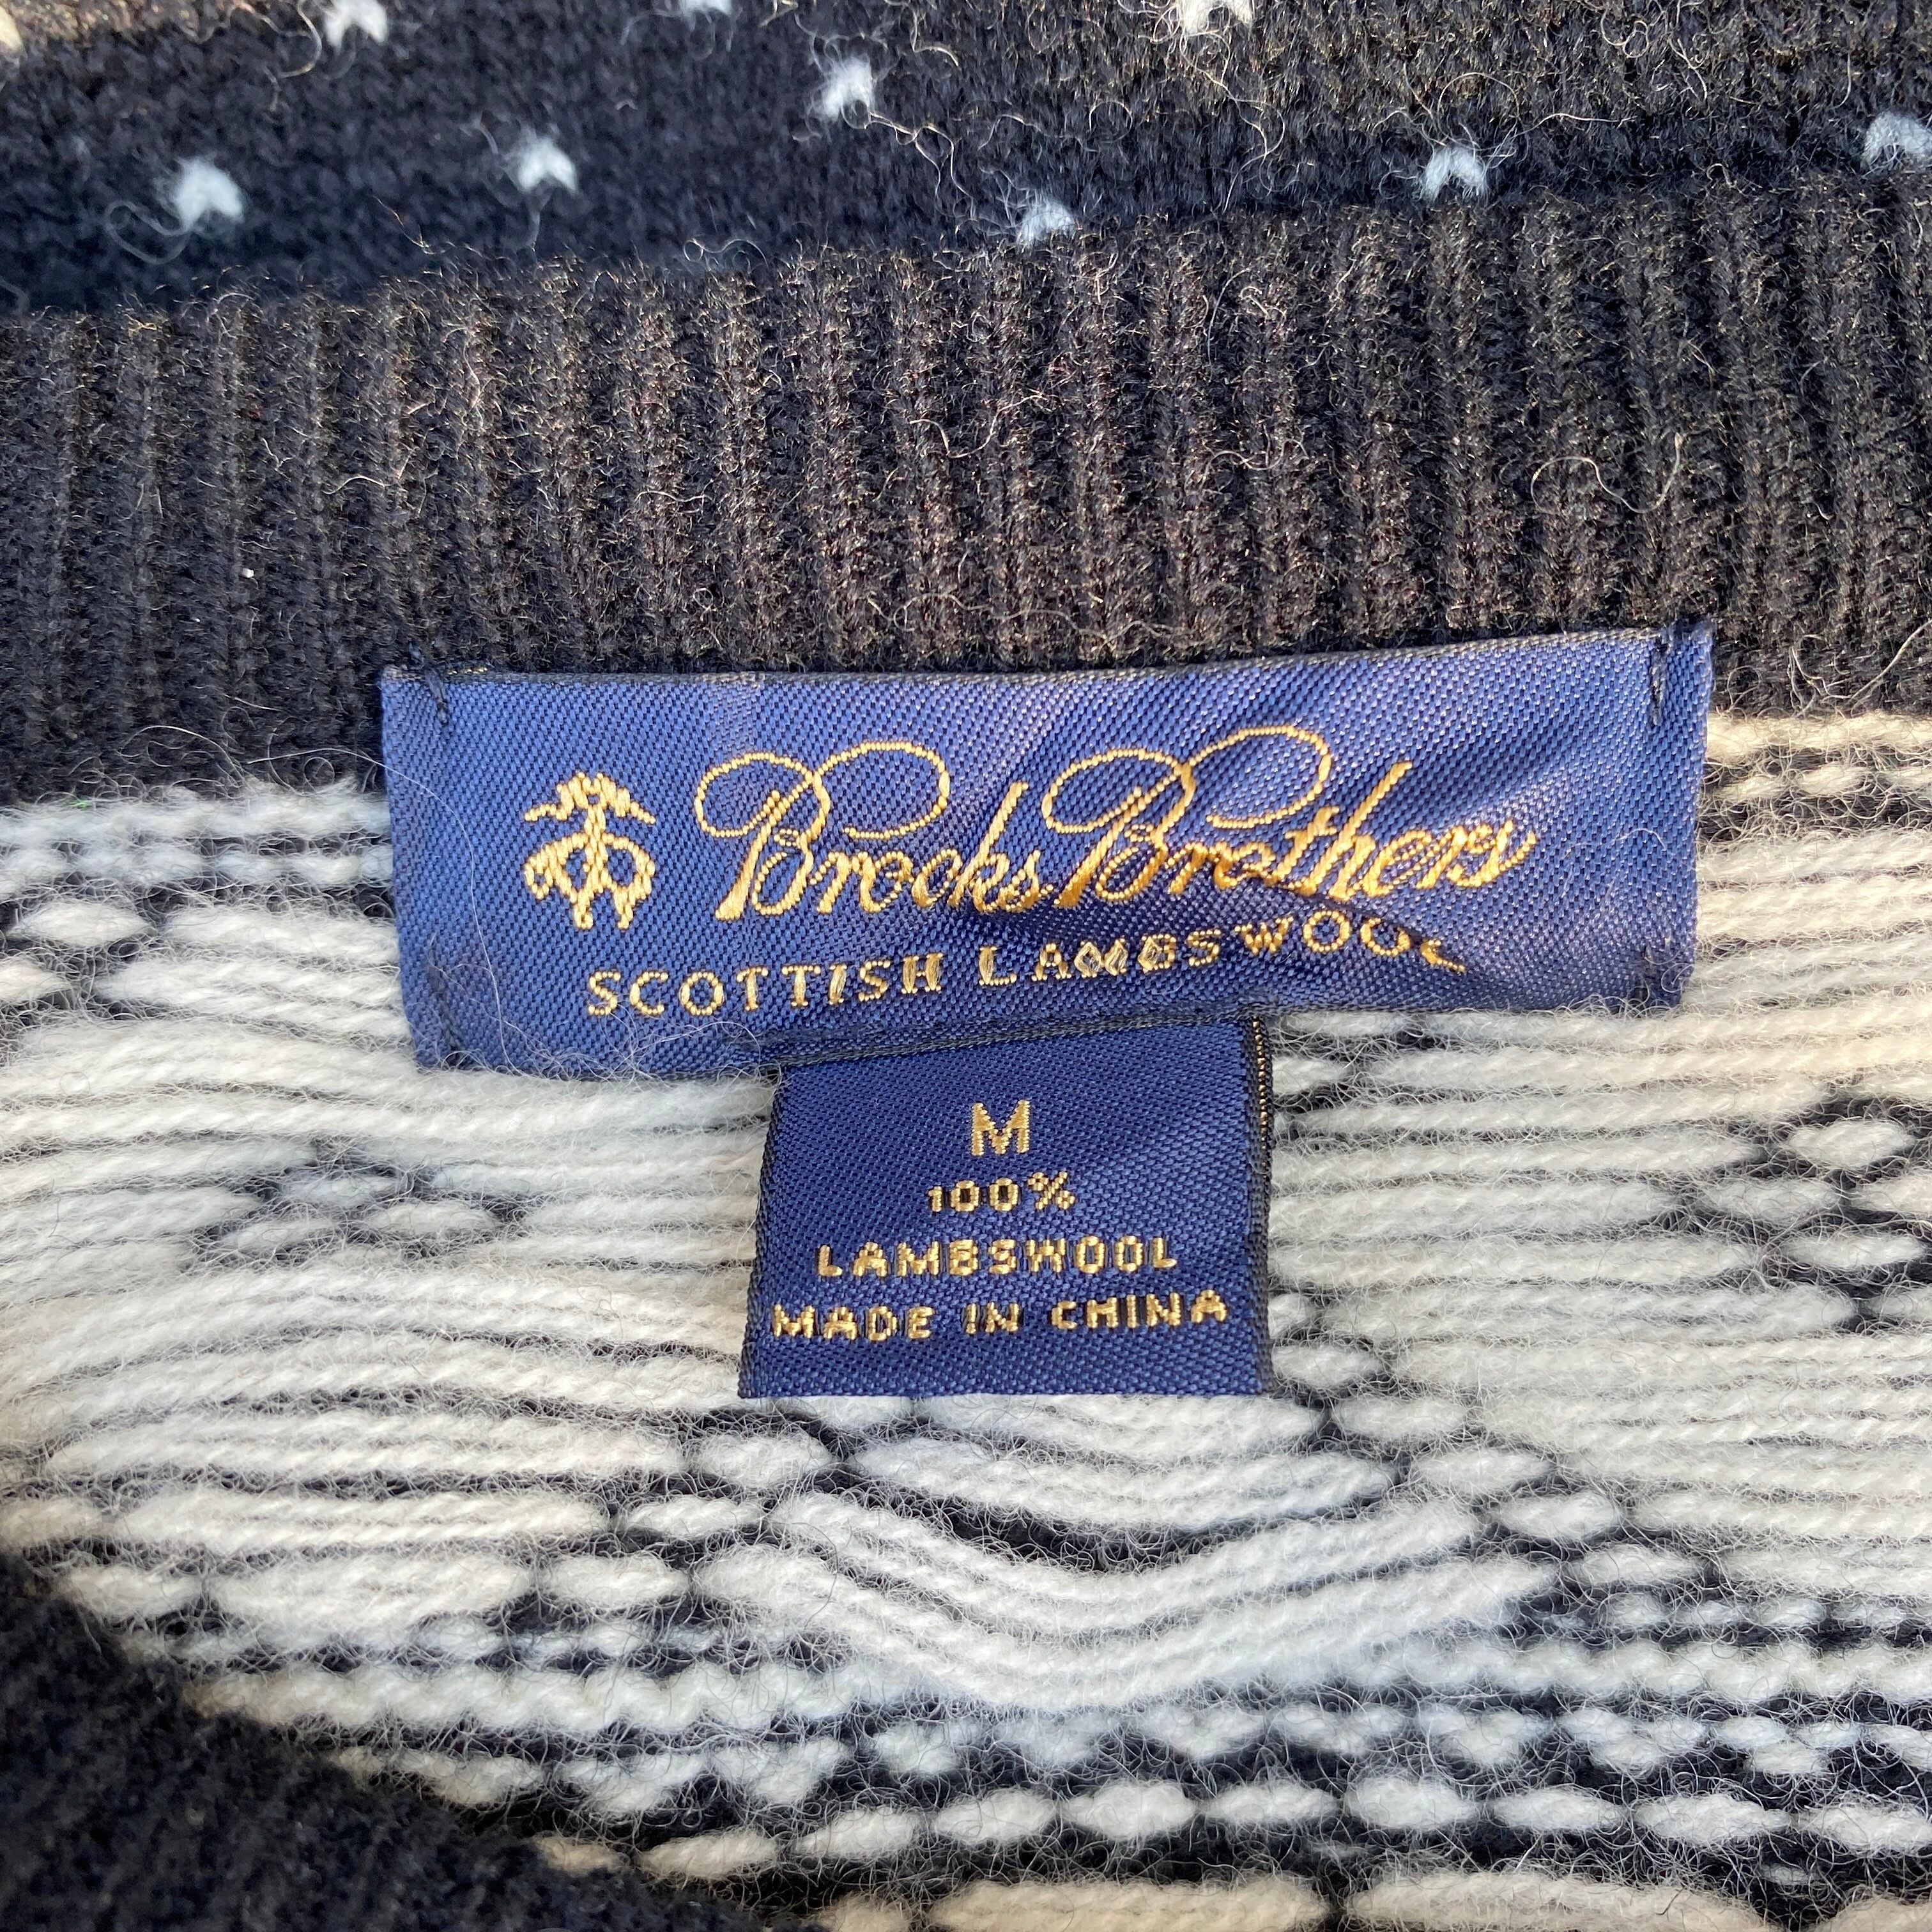 Brooks Brothers
SCOTTISH LAMBSWOOL
M
100%
LAMBSWOOL
MADE IN CHINA